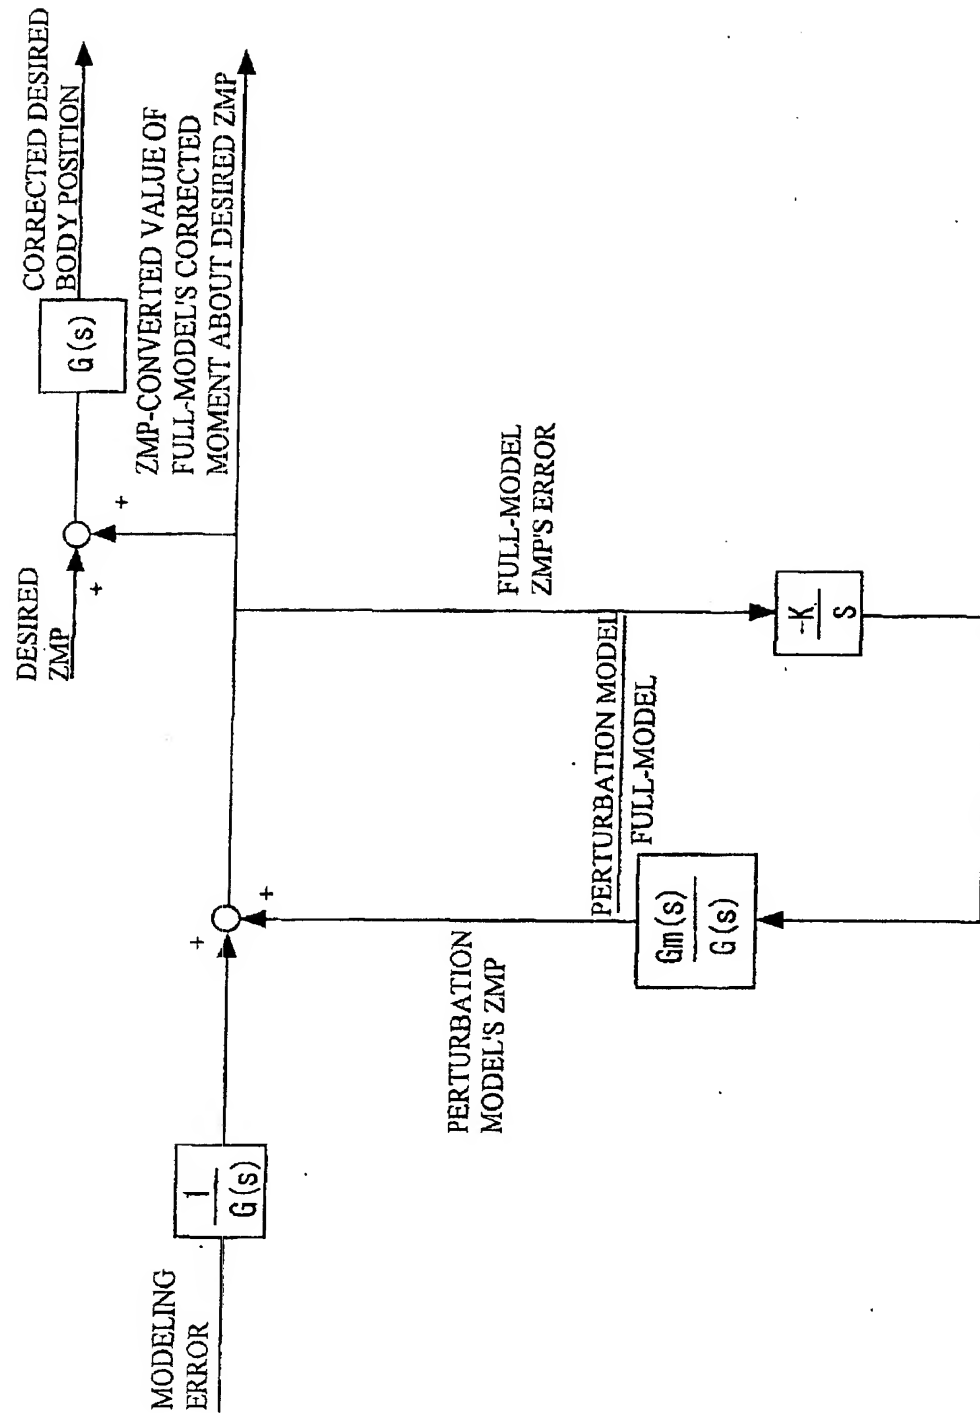 MODELING
ERROR
1
G(s)
+
+
PERTURBATION
MODEL'S ZMP
Gm(s)
G(s)
PERTURBATION MODEL
FULL-MODEL
DESIRED
ZMP
+
+
G(s)
CORRECTED DESIRED
BODY POSITION
ZMP-CONVERTED VALUE OF
FULL-MODEL'S CORRECTED
MOMENT ABOUT DESIRED ZMP
FULL-MODEL
ZMP'S ERROR
-K
S